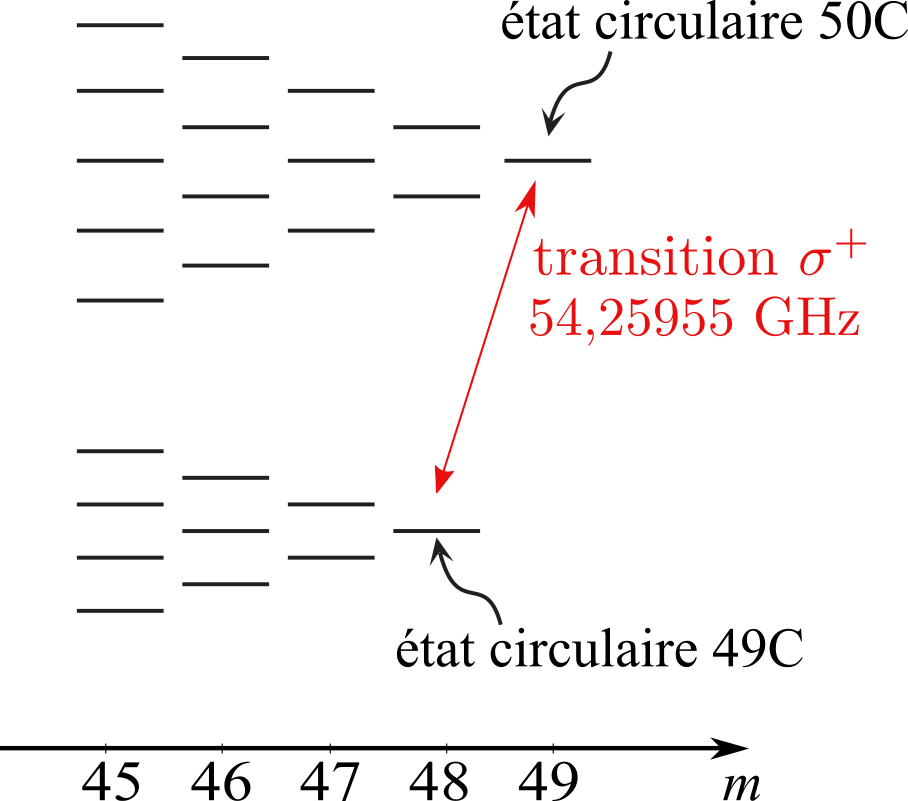 état circulaire 50C
transition σ⁺
54,25955 GHz
état circulaire 49C
45 46 47 48 49 m